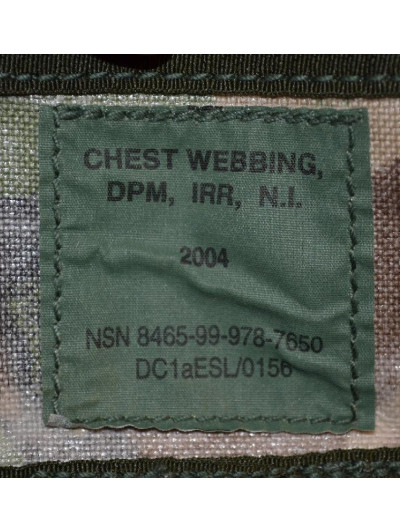 CHEST WEBBING,
DPM, IRR, N.I.
2004
NSN 8465-99-978-7650
DC1aESL/0156